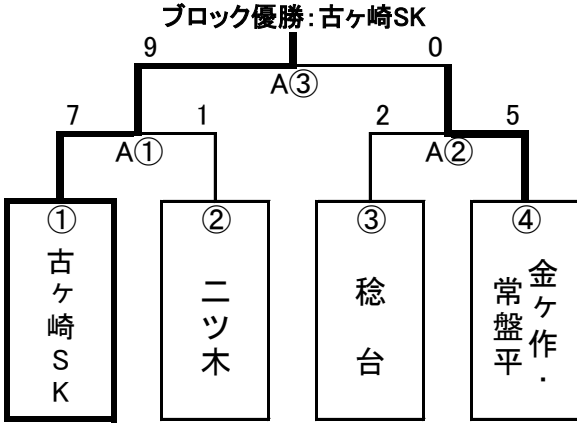 ブロック優勝：古ヶ崎SK
9 0
A③
7 1 2 5
A① A②
① ② ③ ④
古ヶ崎SK
二ツ木
稔台
金ヶ作・
常盤平